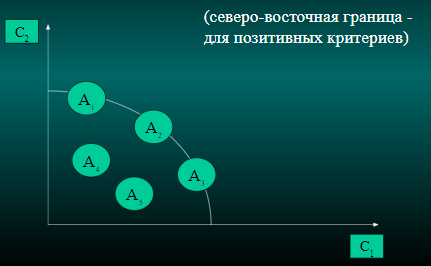 (северо-восточная граница -
для позитивных критериев)
C2
A1
A2
A3
A4
A5
C1